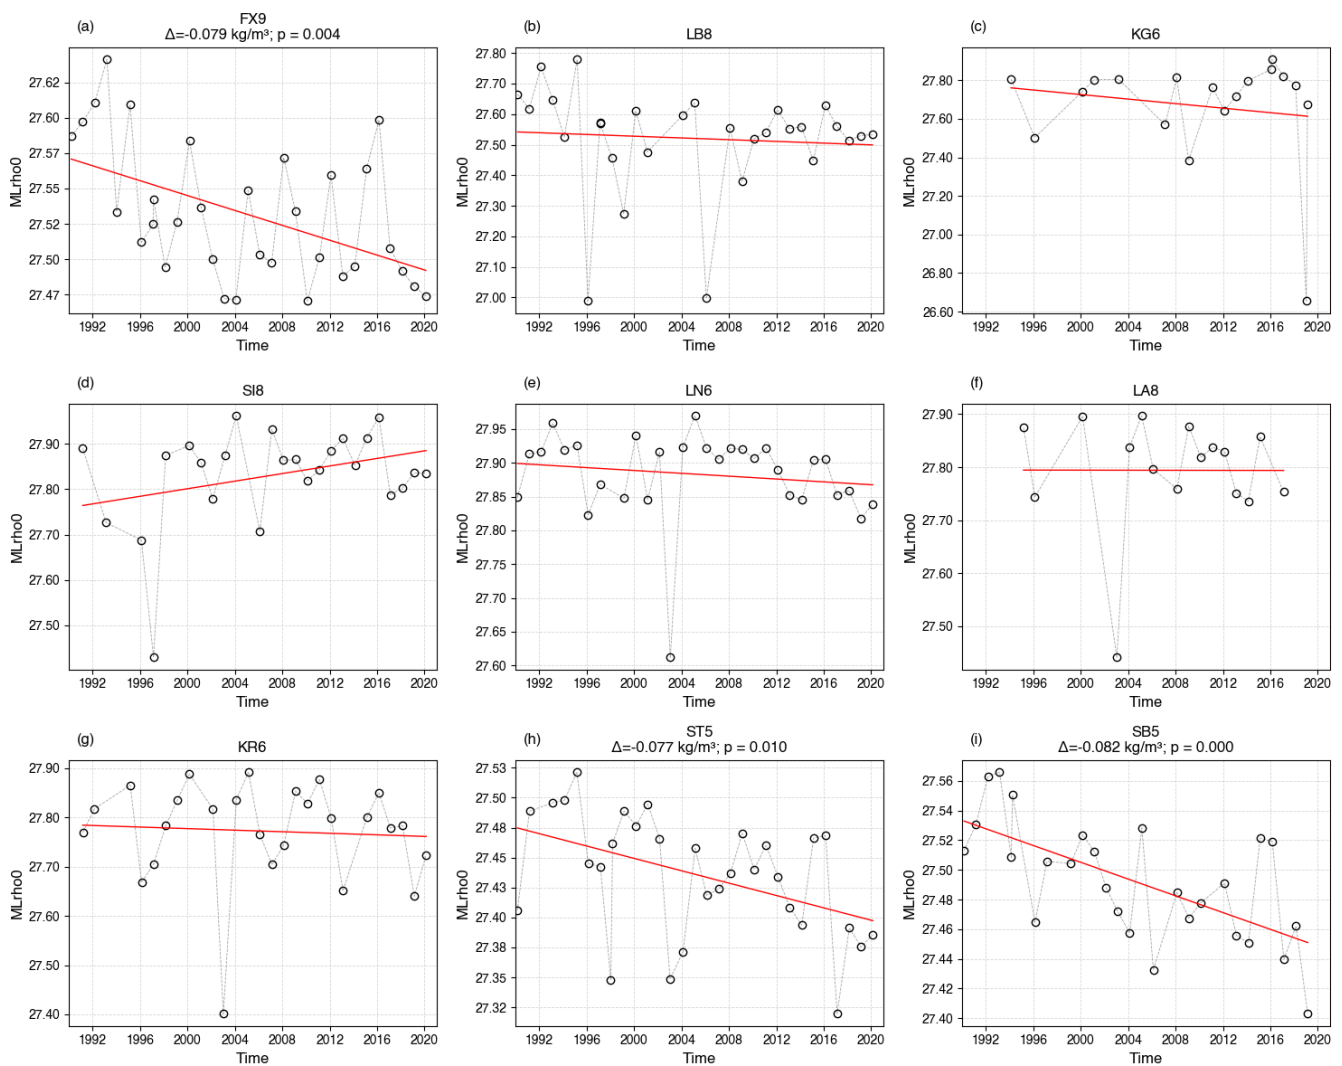 (a)
FX9
Δ=-0.079 kg/m³; p = 0.004
MLrho0
27.62
27.60
27.57
27.55
27.52
27.50
27.47
1992 1996 2000 2004 2008 2012 2016 2020
Time
(b)
LB8
MLrho0
27.80
27.70
27.60
27.50
27.40
27.30
27.20
27.10
27.00
1992 1996 2000 2004 2008 2012 2016 2020
Time
(c)
KG6
MLrho0
27.80
27.60
27.40
27.20
27.00
26.80
26.60
1992 1996 2000 2004 2008 2012 2016 2020
Time
(d)
SI8
MLrho0
27.90
27.80
27.70
27.60
27.50
1992 1996 2000 2004 2008 2012 2016 2020
Time
(e)
LN6
MLrho0
27.95
27.90
27.85
27.80
27.75
27.70
27.65
27.60
1992 1996 2000 2004 2008 2012 2016 2020
Time
(f)
LA8
MLrho0
27.90
27.80
27.70
27.60
27.50
1992 1996 2000 2004 2008 2012 2016 2020
Time
(g)
KR6
MLrho0
27.90
27.80
27.70
27.60
27.50
27.40
1992 1996 2000 2004 2008 2012 2016 2020
Time
(h)
ST5
Δ=-0.077 kg/m³; p = 0.010
MLrho0
27.53
27.50
27.48
27.45
27.43
27.40
27.38
27.35
27.32
1992 1996 2000 2004 2008 2012 2016 2020
Time
(i)
SB5
Δ=-0.082 kg/m³; p = 0.000
MLrho0
27.56
27.54
27.52
27.50
27.48
27.46
27.44
27.42
27.40
1992 1996 2000 2004 2008 2012 2016 2020
Time